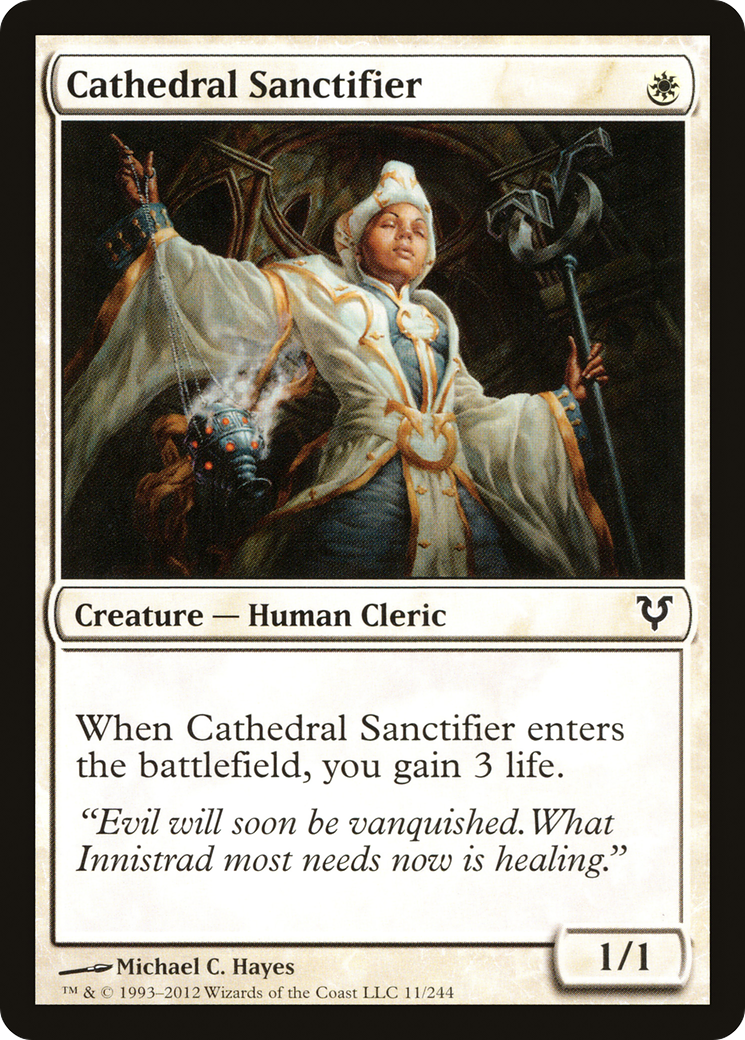 Cathedral Sanctifier
Creature — Human Cleric
When Cathedral Sanctifier enters
the battlefield, you gain 3 life.
“Evil will soon be vanquished. What
Innistrad most needs now is healing.”
1/1
Michael C. Hayes
™ & © 1993–2012 Wizards of the Coast LLC 11/244